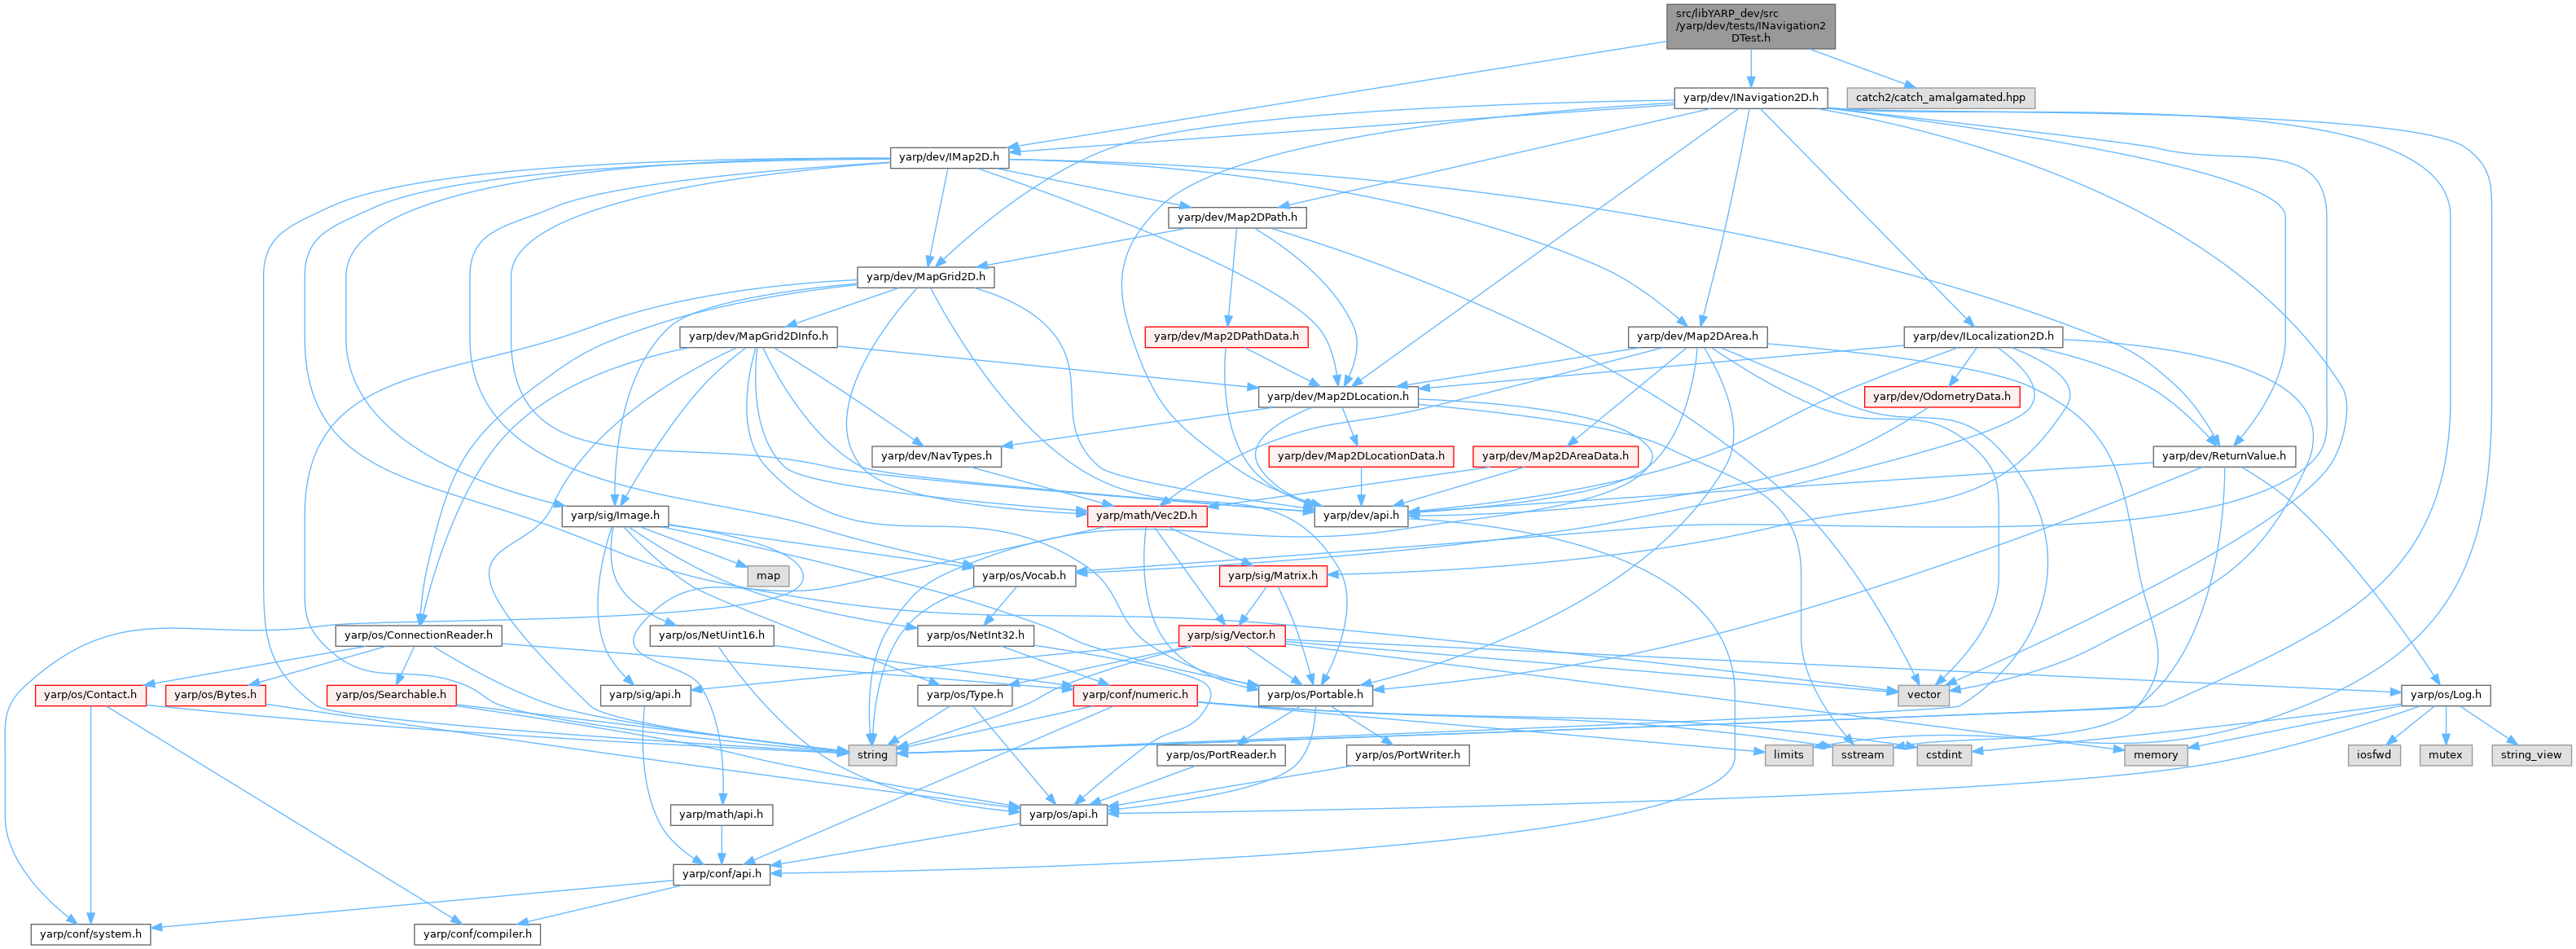 src/libYARP_dev/src
/yarp/dev/tests/INavigation2
DTest.h
yarp/dev/INavigation2D.h
catch2/catch_amalgamated.hpp
yarp/dev/IMap2D.h
yarp/dev/Map2DPath.h
yarp/dev/MapGrid2D.h
yarp/dev/MapGrid2DInfo.h
yarp/dev/Map2DPathData.h
yarp/dev/Map2DArea.h
yarp/dev/ILocalization2D.h
yarp/dev/Map2DLocation.h
yarp/dev/OdometryData.h
yarp/dev/NavTypes.h
yarp/dev/Map2DLocationData.h
yarp/dev/Map2DAreaData.h
yarp/dev/ReturnValue.h
yarp/sig/Image.h
yarp/math/Vec2D.h
yarp/dev/api.h
map
yarp/os/Vocab.h
yarp/sig/Matrix.h
yarp/os/ConnectionReader.h
yarp/os/NetUint16.h
yarp/os/NetInt32.h
yarp/sig/Vector.h
yarp/os/Contact.h
yarp/os/Bytes.h
yarp/os/Searchable.h
yarp/sig/api.h
yarp/os/Type.h
yarp/conf/numeric.h
yarp/os/Portable.h
vector
yarp/os/Log.h
string
yarp/os/PortReader.h
yarp/os/PortWriter.h
limits
sstream
cstdint
memory
iosfwd
mutex
string_view
yarp/math/api.h
yarp/os/api.h
yarp/conf/api.h
yarp/conf/system.h
yarp/conf/compiler.h